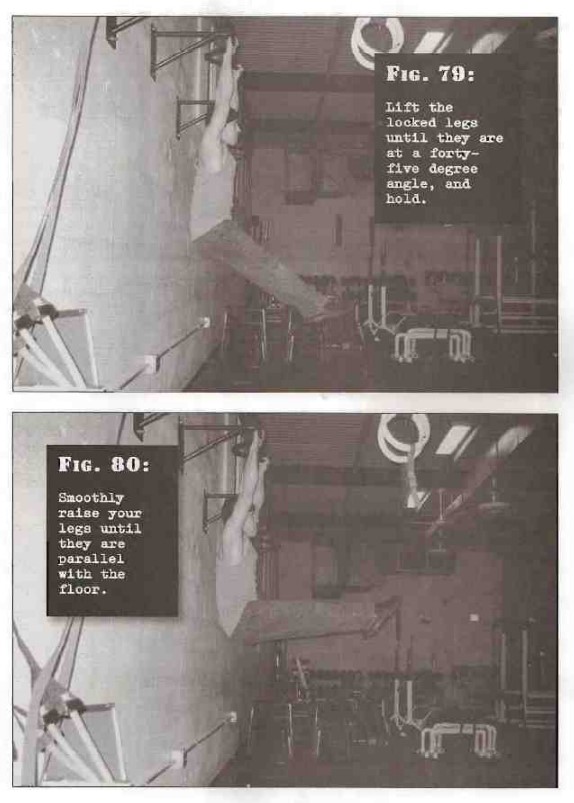 Fig. 79:
Lift the
locked legs
until they are
at a forty-
five degree
angle, and
hold.
Fig. 80:
Smoothly
raise your
legs until
they are
parallel
with the
floor.